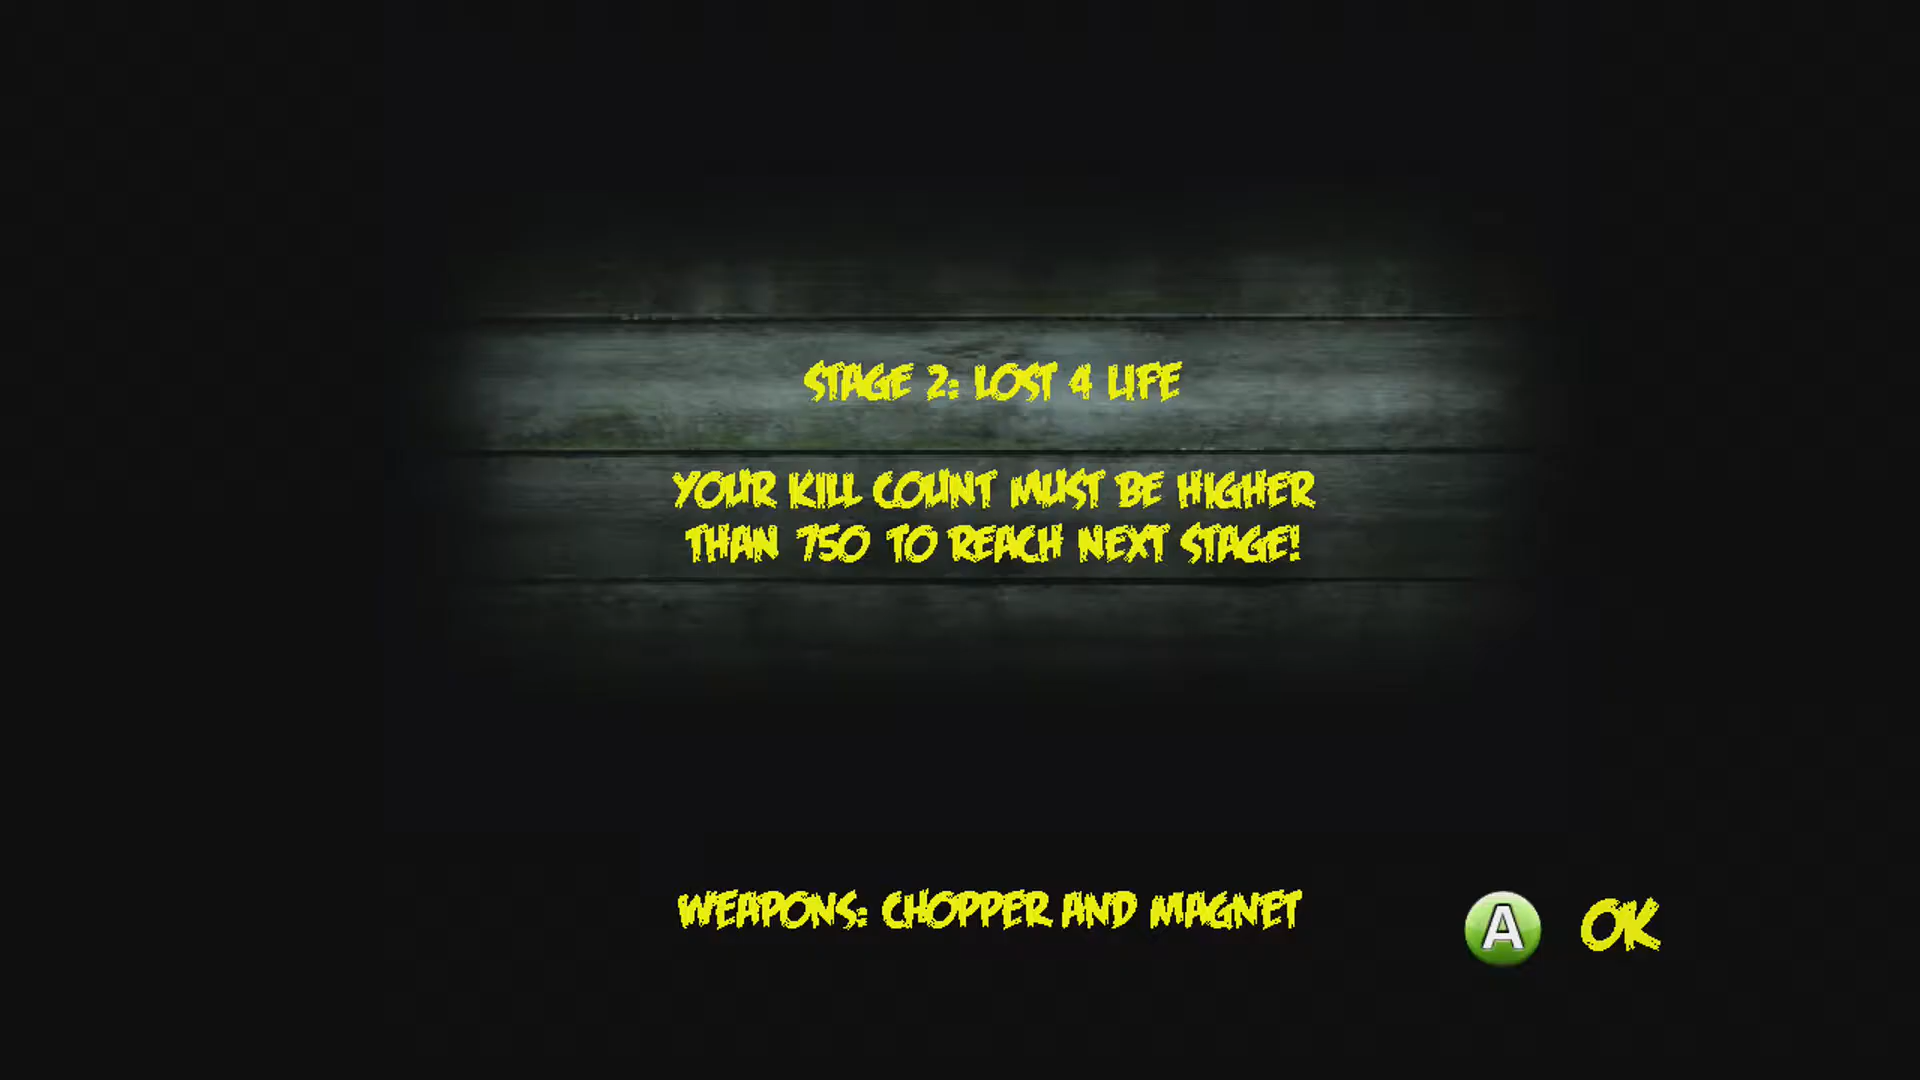 STAGE 2: LOST 4 LIFE
YOUR KILL COUNT MUST BE HIGHER
THAN 750 TO REACH NEXT STAGE!
WEAPONS: CHOPPER AND MAGNET
A OK